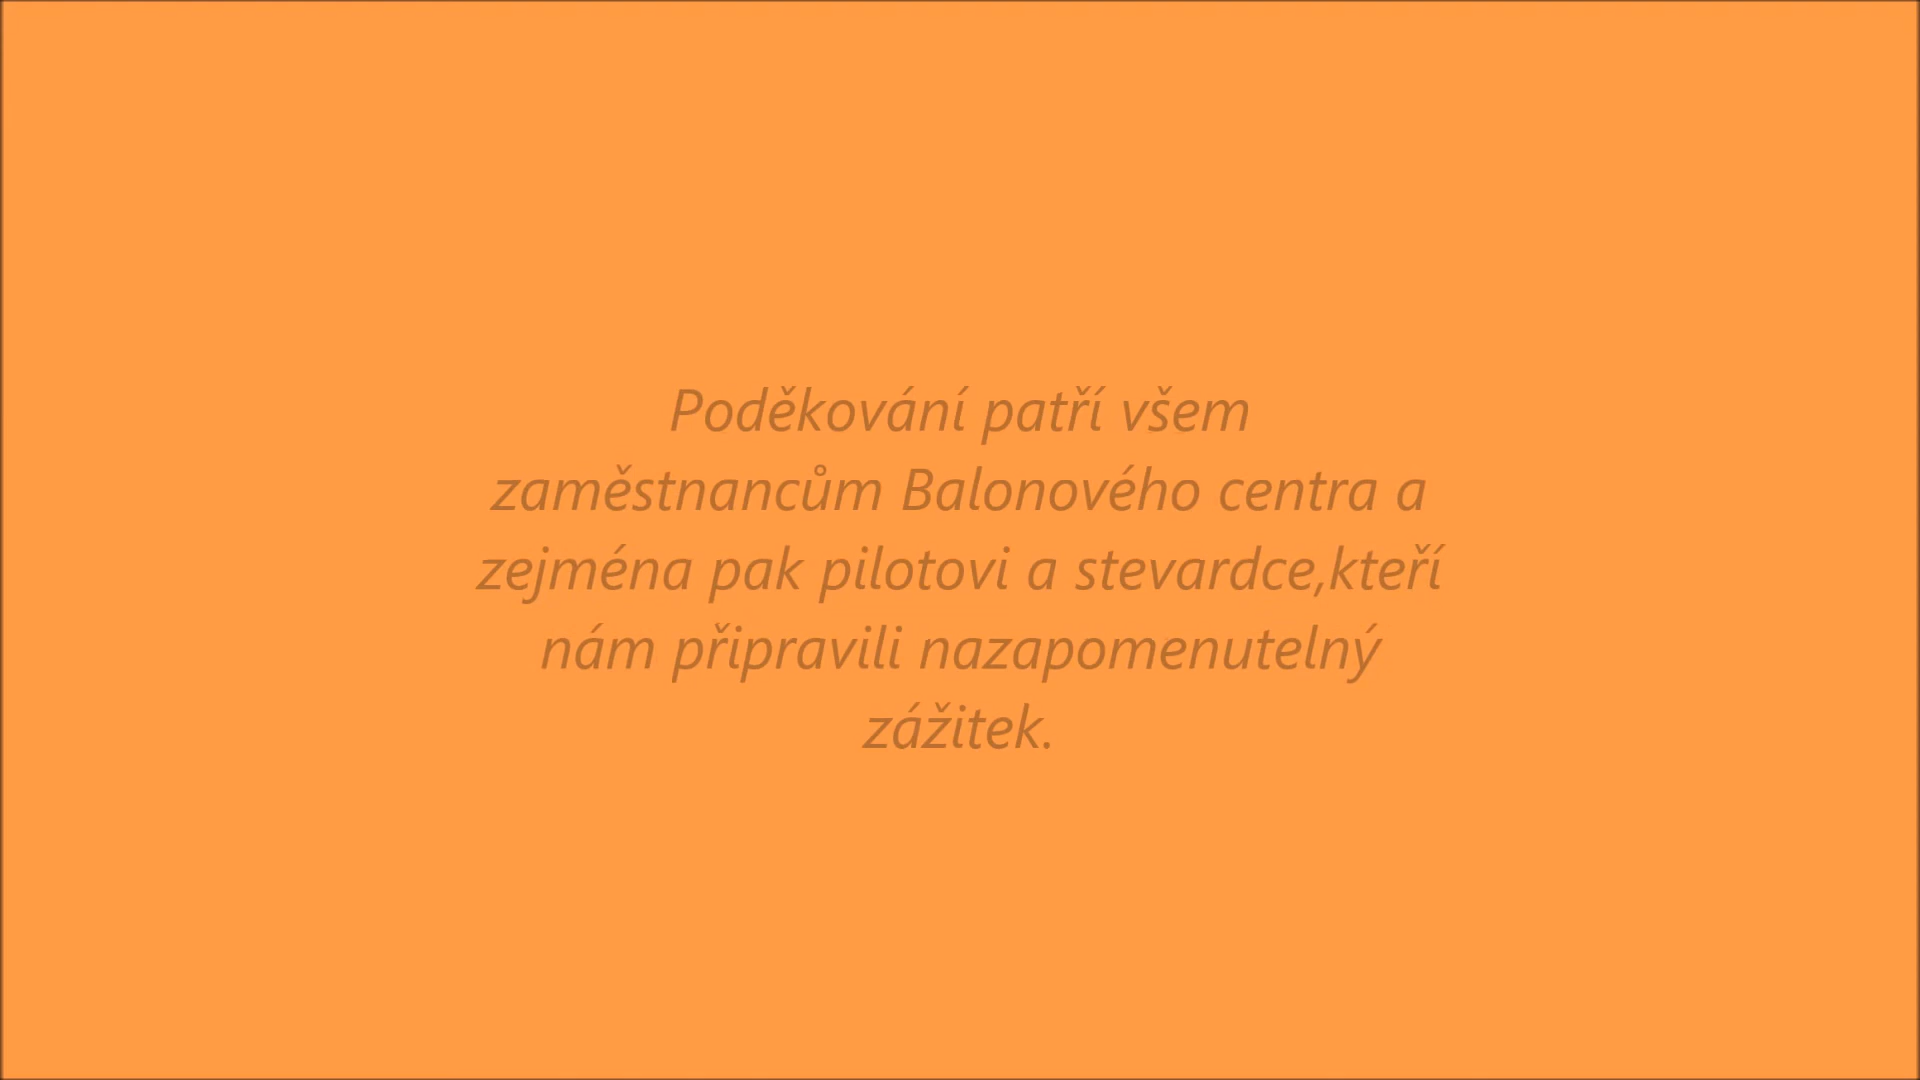 Poděkování patří všem
zaměstnancům Balonového centra a
zejména pak pilotovi a stevardce,kteří
nám připravili nazapomenutelný
zážitek.